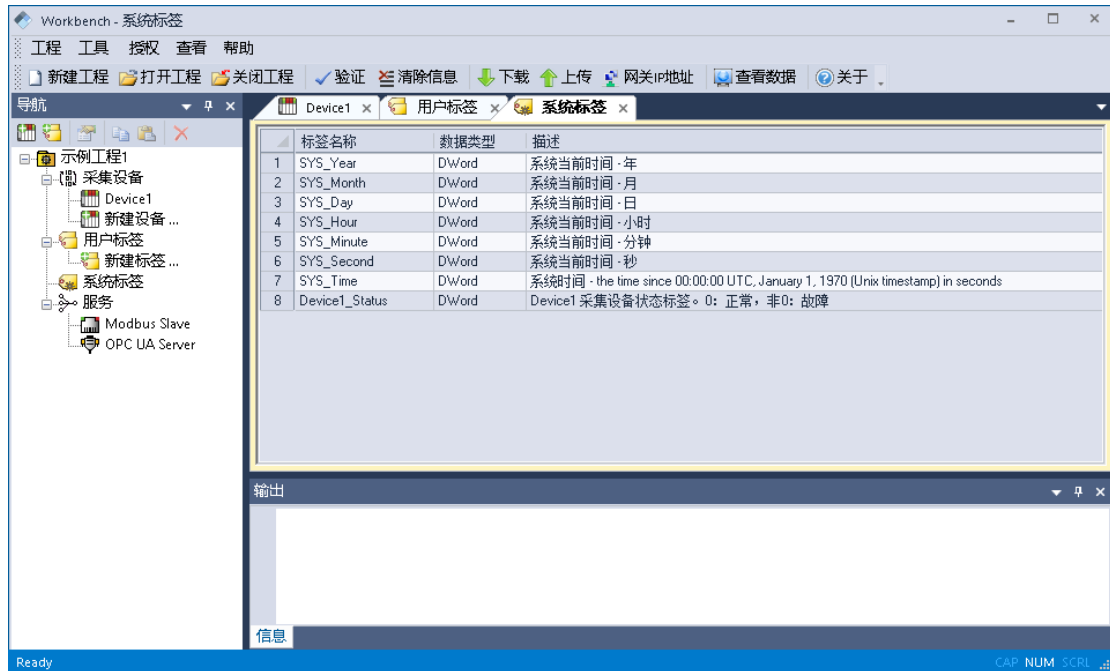 Workbench - 系统标签
工程 工具 授权 查看 帮助
新建工程 打开工程 关闭工程 验证 清除信息 下载 上传 网关IP地址 查看数据 关于
导航
Device1 用户标签 系统标签
示例工程1
采集设备
Device1
新建设备 ...
用户标签
新建标签 ...
系统标签
服务
Modbus Slave
OPC UA Server
标签名称 数据类型 描述
1 SYS_Year DWord 系统当前时间 - 年
2 SYS_Month DWord 系统当前时间 - 月
3 SYS_Day DWord 系统当前时间 - 日
4 SYS_Hour DWord 系统当前时间 - 小时
5 SYS_Minute DWord 系统当前时间 - 分钟
6 SYS_Second DWord 系统当前时间 - 秒
7 SYS_Time DWord 系统时间 - the time since 00:00:00 UTC, January 1, 1970 (Unix timestamp) in seconds
8 Device1_Status DWord Device1 采集设备状态标签。0：正常，非0：故障
输出
信息
Ready CAP NUM SCRL